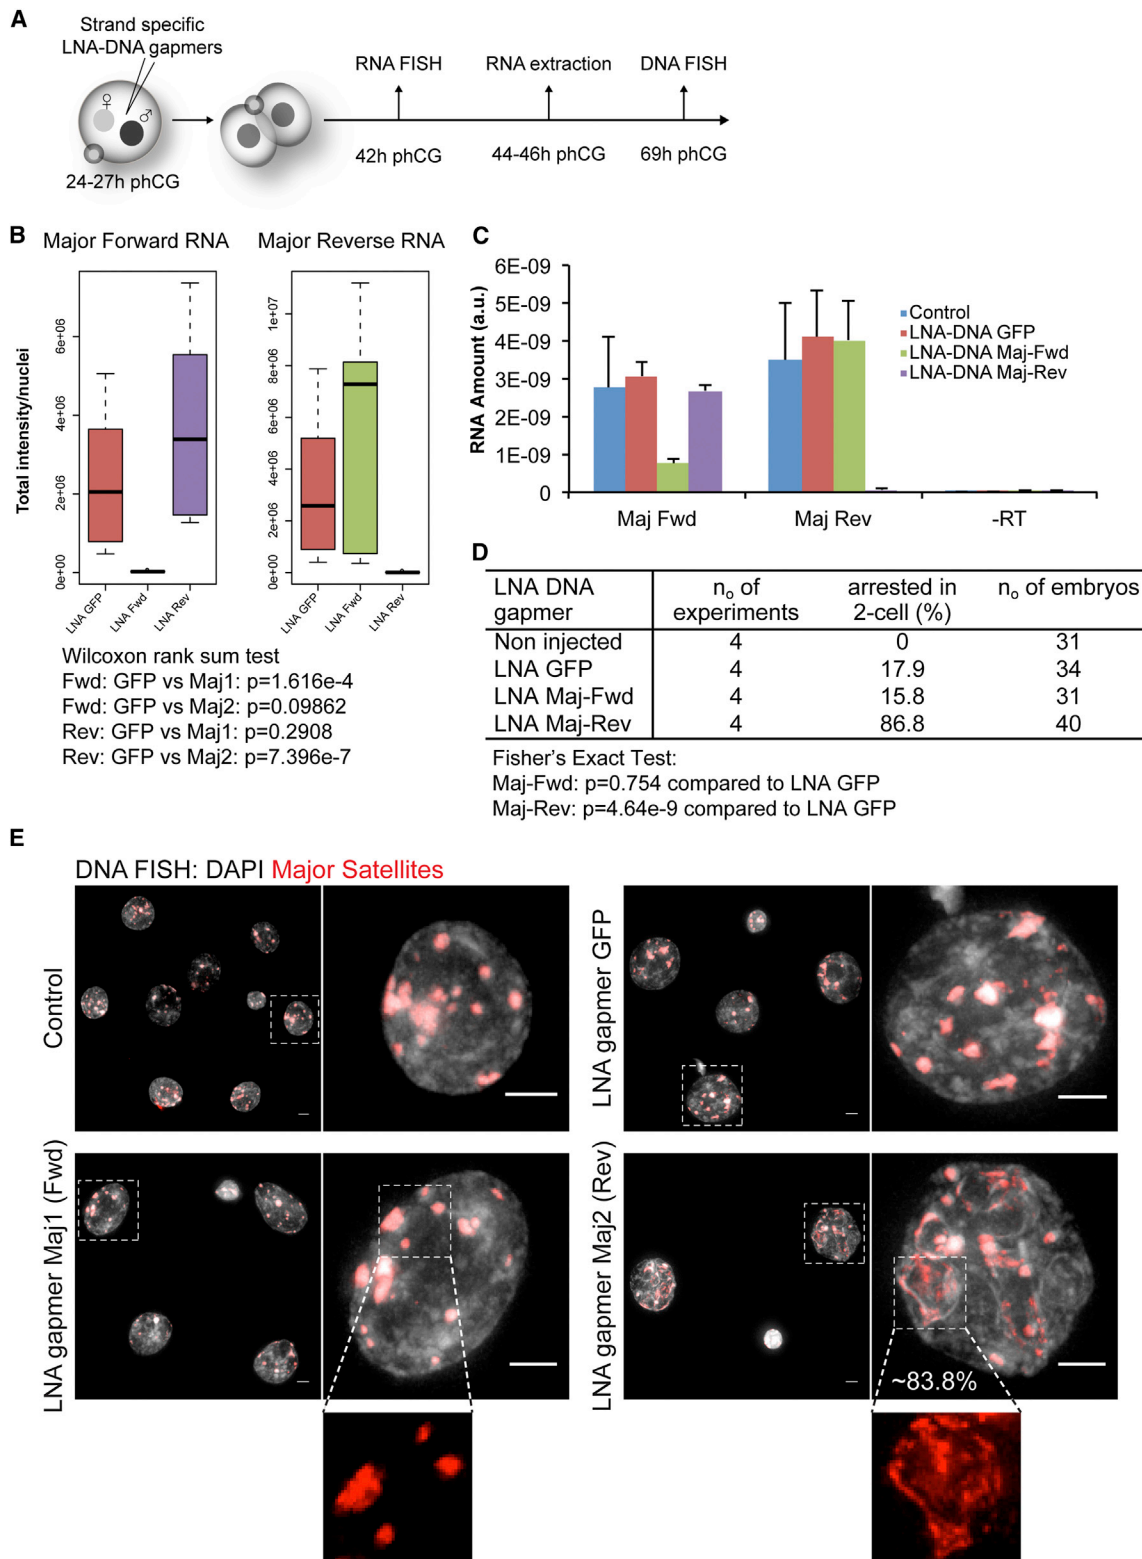 A
Strand specific
LNA-DNA gapmers
♀
♂
24-27h phCG
RNA FISH
RNA extraction
DNA FISH
42h phCG
44-46h phCG
69h phCG
B
Major Forward RNA
Major Reverse RNA
Total intensity/nuclei
6e+06
4e+06
2e+06
0e+00
LNA GFP
LNA Fwd
LNA Rev
1e+07
8e+06
6e+06
4e+06
2e+06
0e+00
LNA GFP
LNA Fwd
LNA Rev
Wilcoxon rank sum test
Fwd: GFP vs Maj1: p=1.616e-4
Fwd: GFP vs Maj2: p=0.09862
Rev: GFP vs Maj1: p=0.2908
Rev: GFP vs Maj2: p=7.396e-7
C
RNA Amount (a.u.)
6E-09
5E-09
4E-09
3E-09
2E-09
1E-09
0
Maj Fwd
Maj Rev
-RT
Control
LNA-DNA GFP
LNA-DNA Maj-Fwd
LNA-DNA Maj-Rev
D
LNA DNA gapmer nₒ of experiments arrested in 2-cell (%) nₒ of embryos
Non injected 4 0 31
LNA GFP 4 17.9 34
LNA Maj-Fwd 4 15.8 31
LNA Maj-Rev 4 86.8 40
Fisher's Exact Test:
Maj-Fwd: p=0.754 compared to LNA GFP
Maj-Rev: p=4.64e-9 compared to LNA GFP
E
DNA FISH: DAPI Major Satellites
Control
LNA gapmer GFP
LNA gapmer Maj1 (Fwd)
LNA gapmer Maj2 (Rev)
~83.8%